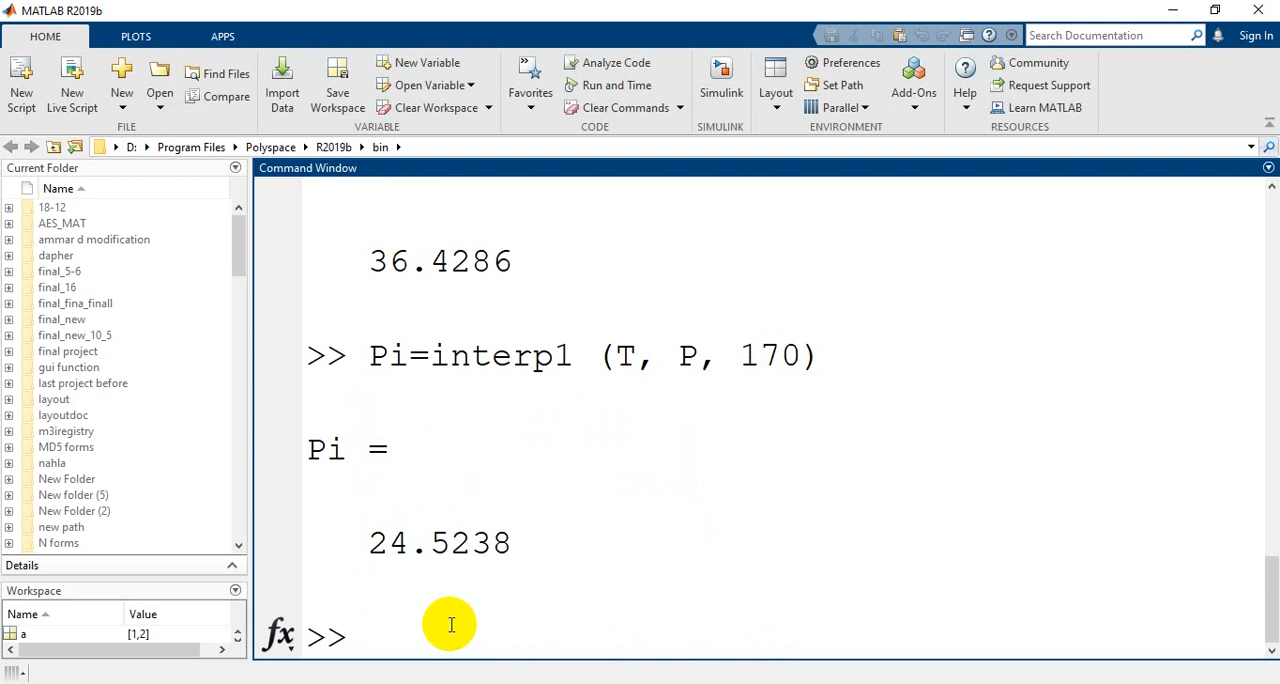 MATLAB R2019b
HOME PLOTS APPS Search Documentation Sign In
New Script
New Live Script
New
Open
Find Files
Compare
FILE
Import Data
Save Workspace
New Variable
Open Variable
Clear Workspace
VARIABLE
Favorites
Analyze Code
Run and Time
Clear Commands
CODE
Simulink
SIMULINK
Layout
Preferences
Set Path
Parallel
Add-Ons
ENVIRONMENT
Help
Community
Request Support
Learn MATLAB
RESOURCES
D: Program Files Polyspace R2019b bin
Current Folder
Name
18-12
AES_MAT
ammar d modification
dapher
final_5-6
final_16
final_fina_finall
final_new
final_new_10_5
final project
gui function
last project before
layout
layoutdoc
m3iregistry
MD5 forms
nahla
New Folder
New folder (5)
New Folder (2)
new path
N forms
Details
Workspace
Name Value
a [1,2]
Command Window
36.4286
>> Pi=interp1 (T, P, 170)
Pi =
24.5238
fx >>